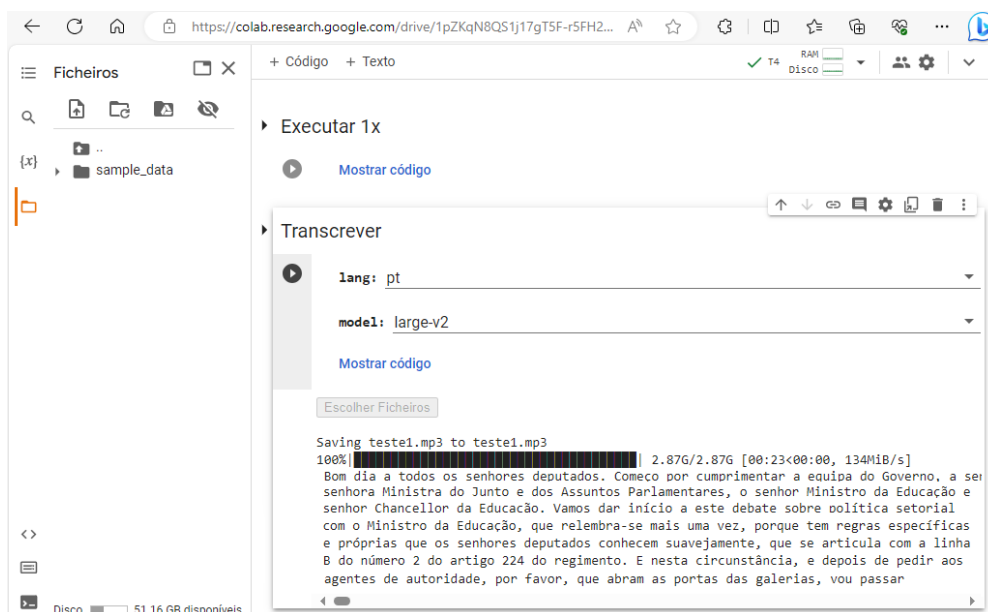 https://colab.research.google.com/drive/1pZKqN8QS1j17gT5F-r5FH2...
Ficheiros
+ Código + Texto
T4
RAM
Disco
..
sample_data
{x}
Executar 1x
Mostrar código
Transcrever
lang: pt
model: large-v2
Mostrar código
Escolher Ficheiros
Saving teste1.mp3 to teste1.mp3
100%| | 2.87G/2.87G [00:23<00:00, 134MiB/s]
Bom dia a todos os senhores deputados. Começo por cumprimentar a equipa do Governo, a
senhora Ministra do Junto e dos Assuntos Parlamentares, o senhor Ministro da Educação e
senhor Chancellor da Educacão. Vamos dar início a este debate sobre política setorial
com o Ministro da Educação, que relembra-se mais uma vez, porque tem regras específicas
e próprias que os senhores deputados conhecem suavejamente, que se articula com a linha
B do número 2 do artigo 224 do regimento. E nesta circunstância, e depois de pedir aos
agentes de autoridade, por favor, que abram as portas das galerias, vou passar
Disco 51.16 GB disponíveis